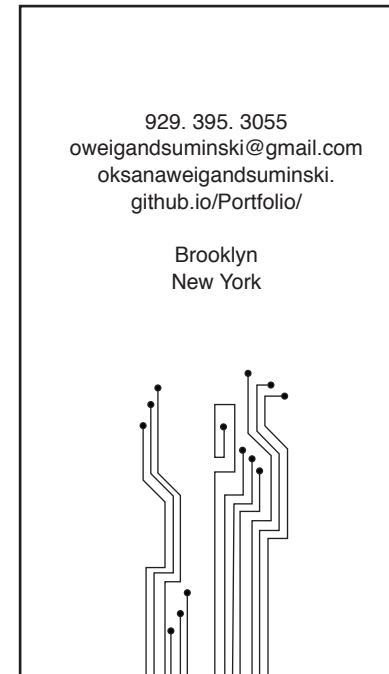 929. 395. 3055
oweigandsuminski@gmail.com
oksanaweigandsuminski.
github.io/Portfolio/
Brooklyn
New York